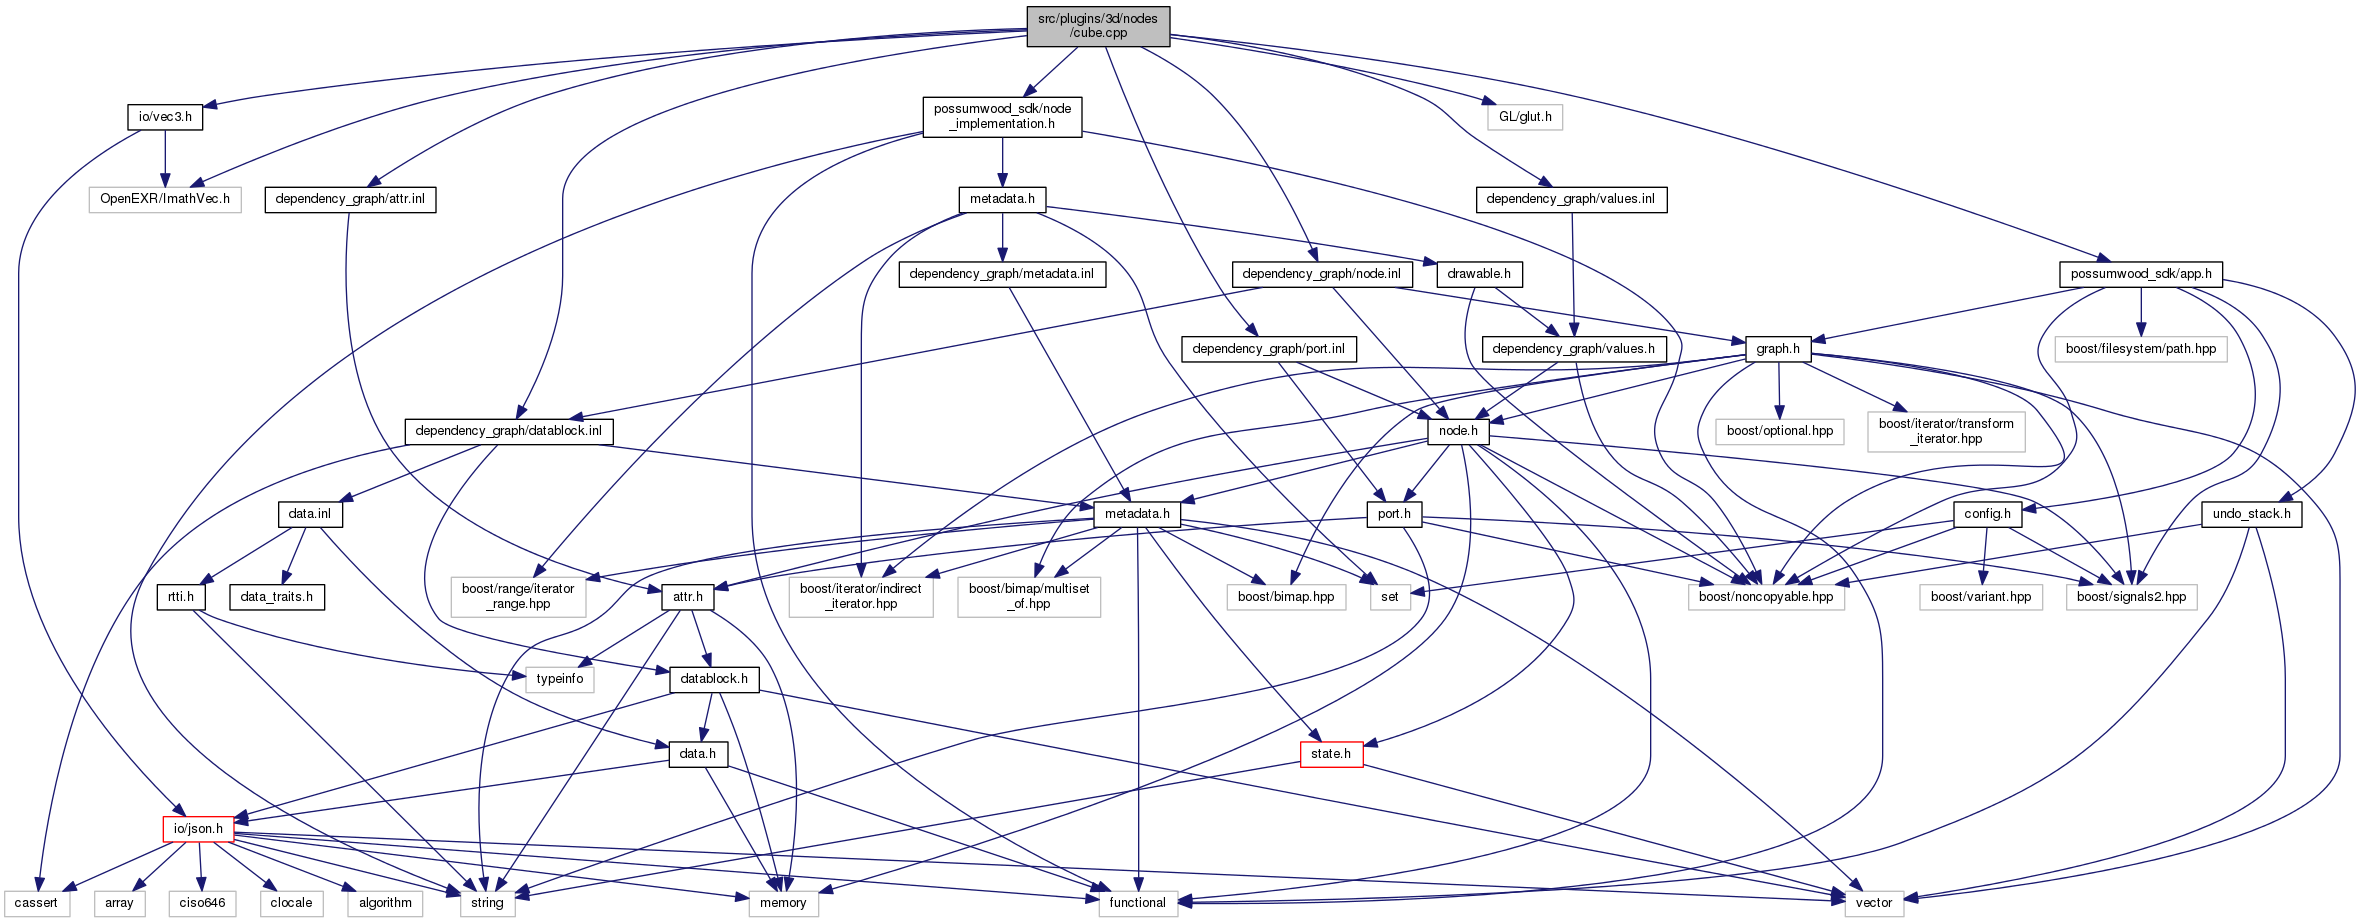 src/plugins/3d/nodes
/cube.cpp
io/vec3.h
possumwood_sdk/node
_implementation.h
GL/glut.h
OpenEXR/ImathVec.h
dependency_graph/attr.inl
metadata.h
dependency_graph/values.inl
dependency_graph/metadata.inl
dependency_graph/node.inl
drawable.h
possumwood_sdk/app.h
dependency_graph/port.inl
dependency_graph/values.h
graph.h
boost/filesystem/path.hpp
dependency_graph/datablock.inl
node.h
boost/optional.hpp
boost/iterator/transform
_iterator.hpp
data.inl
metadata.h
port.h
config.h
undo_stack.h
rtti.h
data_traits.h
boost/range/iterator
_range.hpp
attr.h
boost/iterator/indirect
_iterator.hpp
boost/bimap/multiset
_of.hpp
boost/bimap.hpp
set
boost/noncopyable.hpp
boost/variant.hpp
boost/signals2.hpp
typeinfo
datablock.h
data.h
state.h
io/json.h
cassert
array
ciso646
clocale
algorithm
string
memory
functional
vector